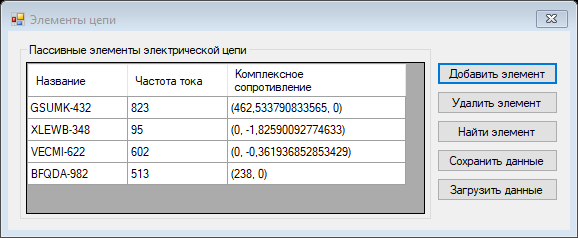 Элементы цепи
Пассивные элементы электрической цепи
Название Частота тока Комплексное сопротивление
GSUMK-432 823 (462,533790833565, 0)
XLEWB-348 95 (0, -1,82590092774633)
VECMI-622 602 (0, -0,361936852853429)
BFQDA-982 513 (238, 0)
Добавить элемент
Удалить элемент
Найти элемент
Сохранить данные
Загрузить данные